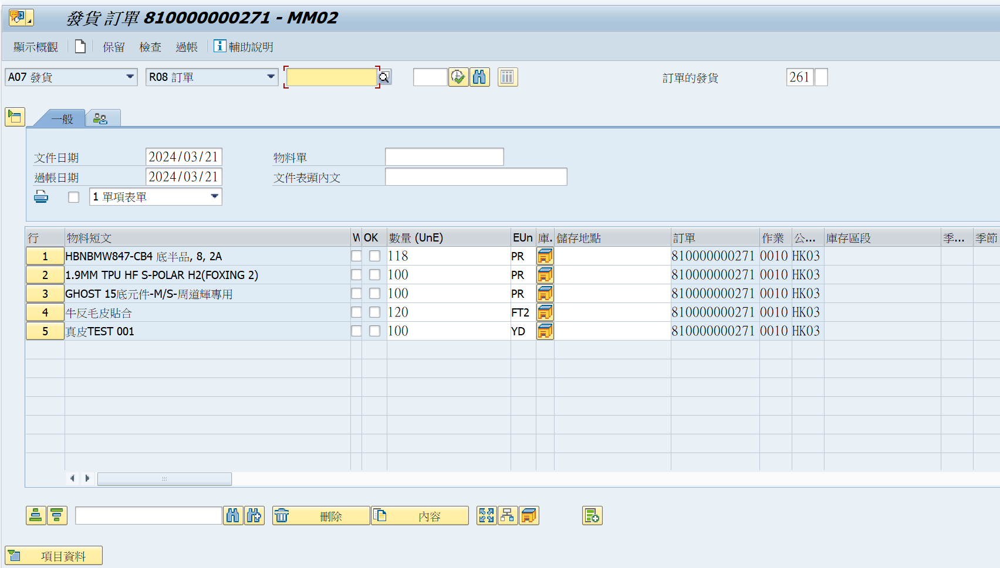 發貨 訂單 810000000271 - MM02
顯示概觀 保留 檢查 過帳 輔助說明
A07 發貨 R08 訂單 訂單的發貨 261
一般
文件日期 2024/03/21 物料單
過帳日期 2024/03/21 文件表頭內文
1 單項表單
行 物料短文 W OK 數量 (UnE) EUn 庫. 儲存地點 訂單 作業 公... 庫存區段 季... 季節
1 HBNBMW847-CB4 底半品, 8, 2A 118 PR 810000000271 0010 HK03
2 1.9MM TPU HF S-POLAR H2(FOXING 2) 100 PR 810000000271 0010 HK03
3 GHOST 15底元件-M/S-周道輝專用 100 PR 810000000271 0010 HK03
4 牛反毛皮貼合 120 FT2 810000000271 0010 HK03
5 真皮TEST 001 100 YD 810000000271 0010 HK03
刪除 內容
項目資料